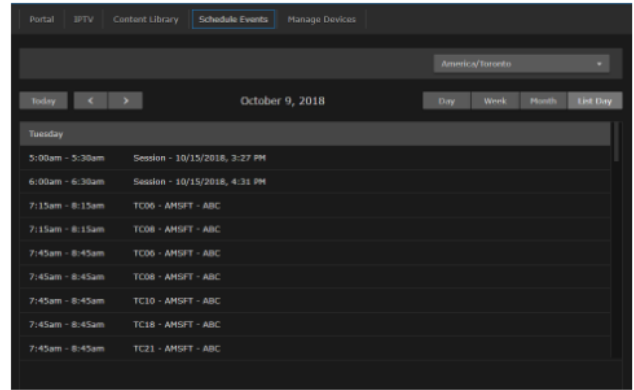 Portal IPTV Content Library Schedule Events Manage Devices
America/Toronto
Today < > October 9, 2018 Day Week Month List Day
Tuesday
5:00am - 5:30am Session - 10/15/2018, 3:27 PM
6:00am - 6:30am Session - 10/15/2018, 4:31 PM
7:15am - 8:15am TC06 - AMSFT - ABC
7:15am - 8:15am TC08 - AMSFT - ABC
7:45am - 8:45am TC06 - AMSFT - ABC
7:45am - 8:45am TC08 - AMSFT - ABC
7:45am - 8:45am TC10 - AMSFT - ABC
7:45am - 8:45am TC18 - AMSFT - ABC
7:45am - 8:45am TC21 - AMSFT - ABC